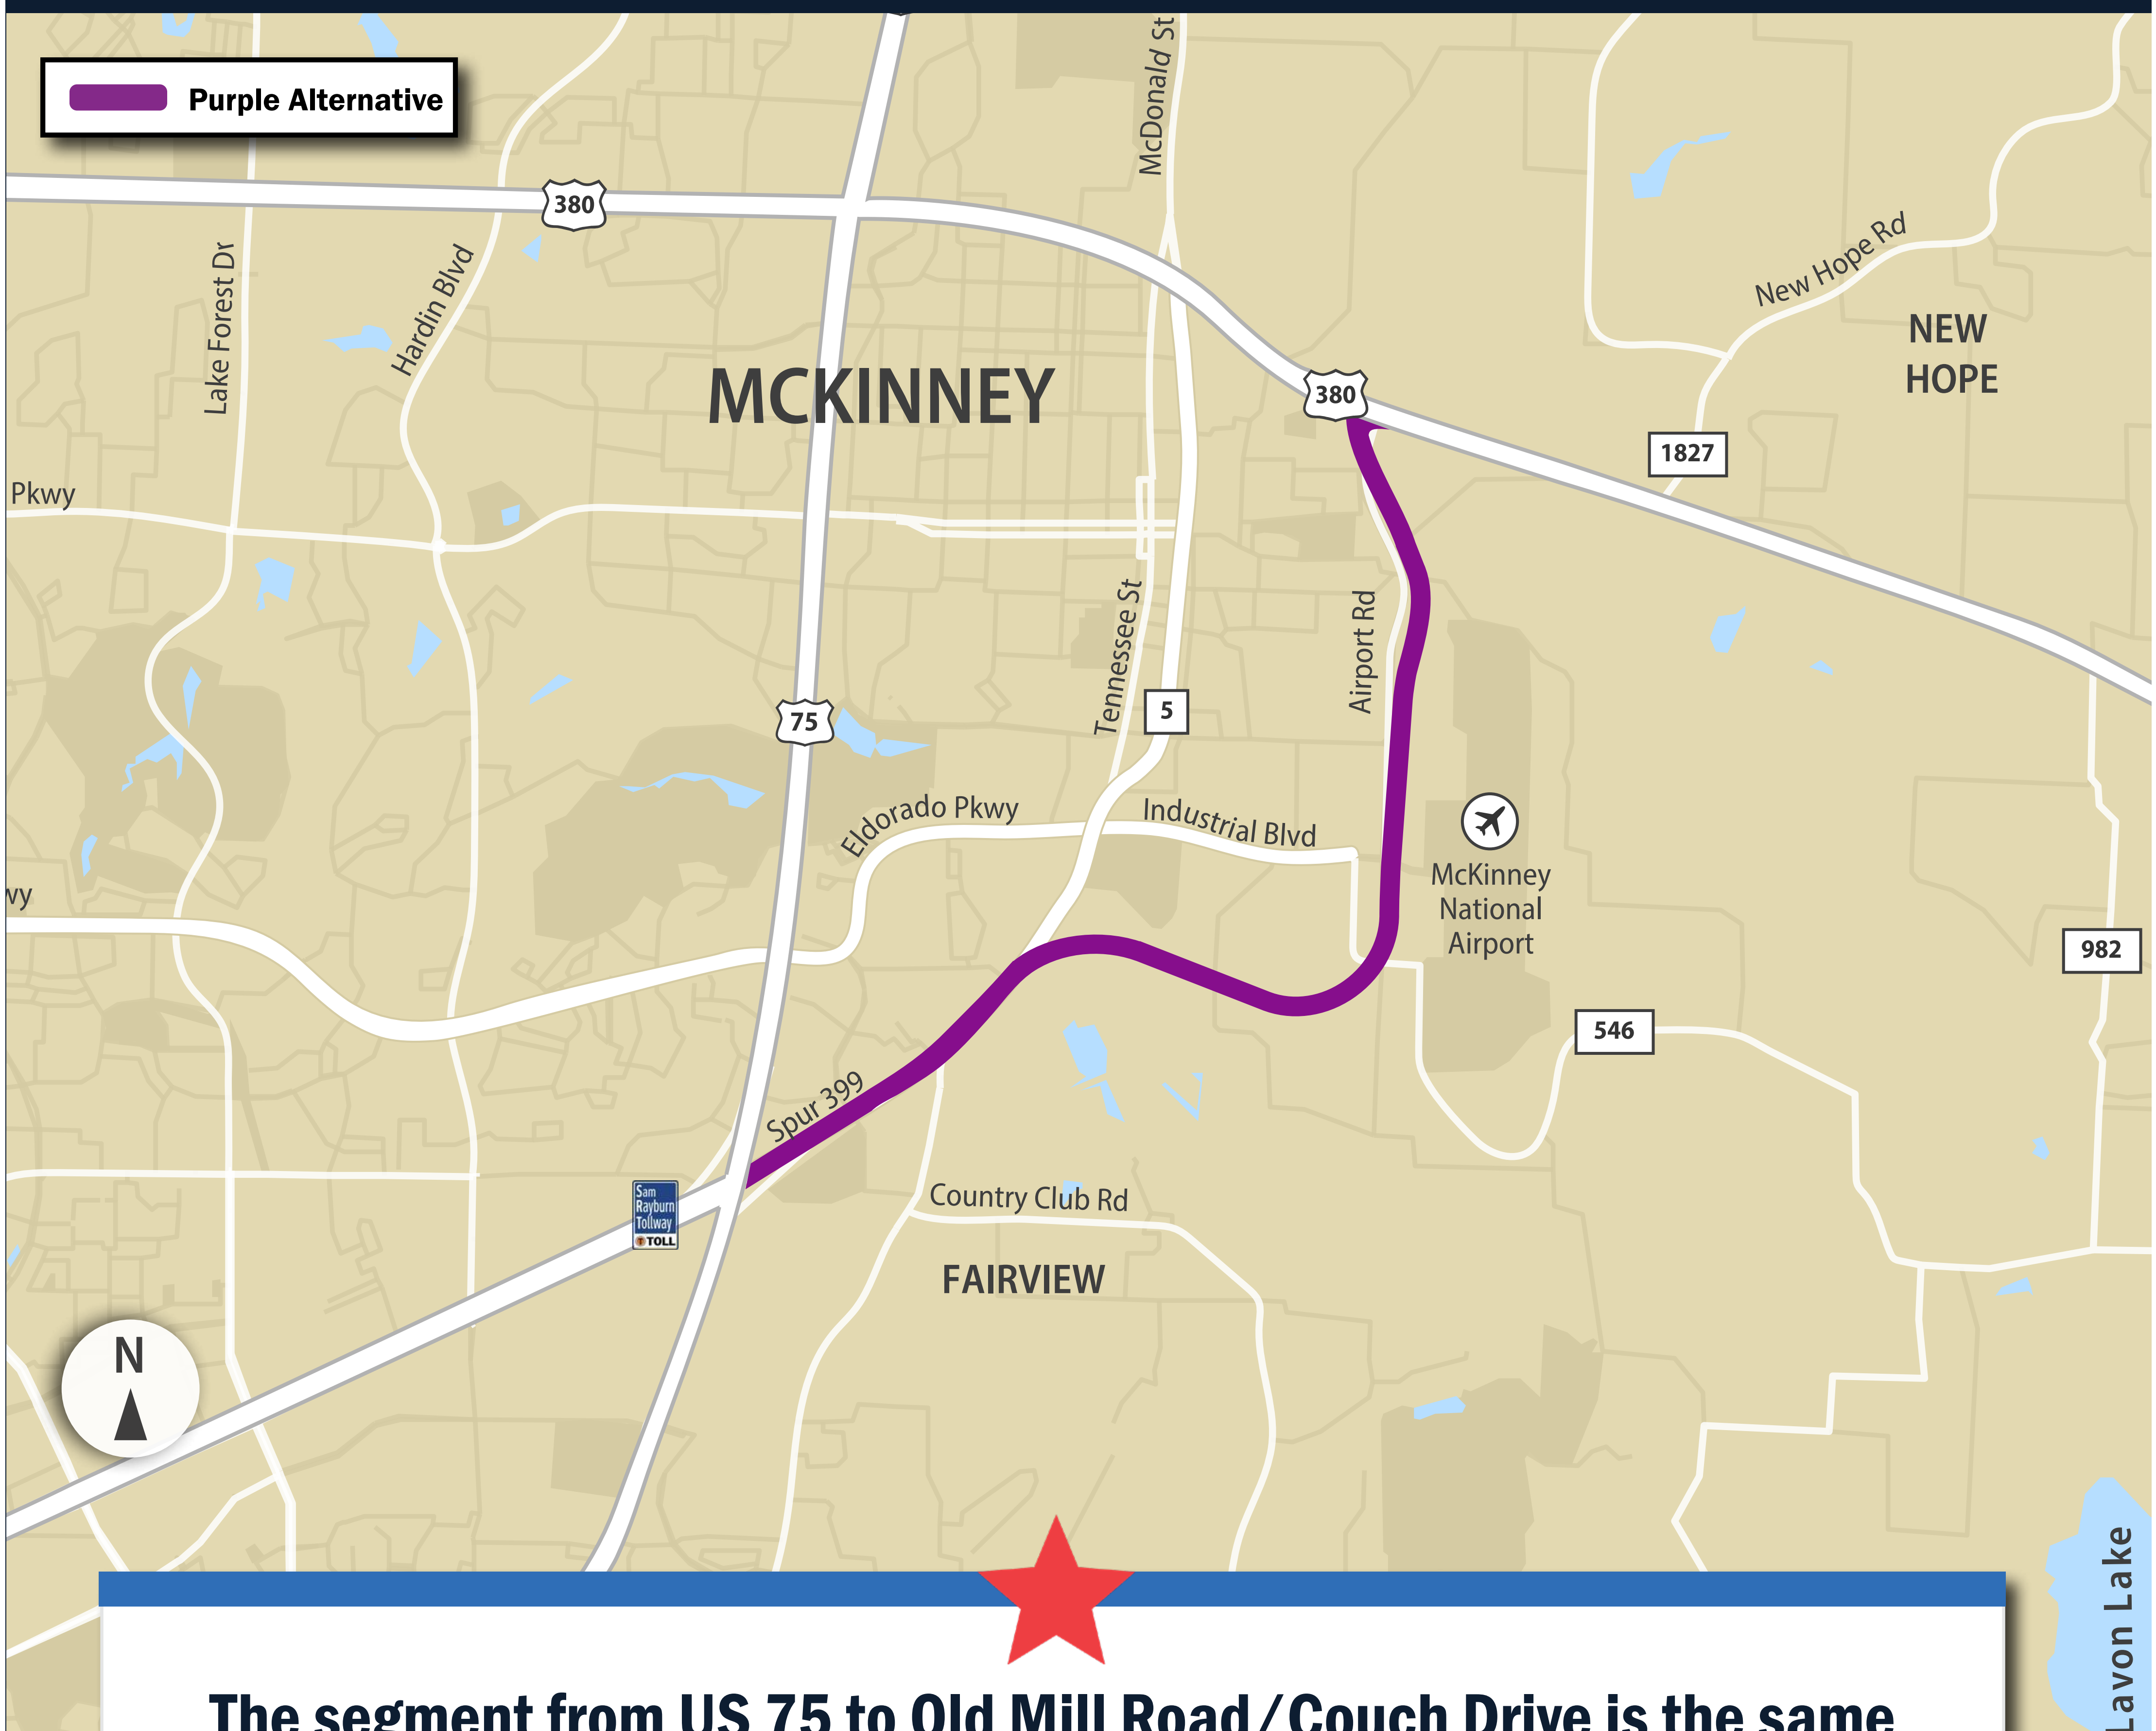 Purple Alternative
McDonald St
380
Lake Forest Dr
Hardin Blvd
New Hope Rd
NEW
HOPE
MCKINNEY
380
1827
Pkwy
Tennessee St
Airport Rd
5
75
Eldorado Pkwy
Industrial Blvd
McKinney
National
Airport
wy
982
546
Spur 399
Sam
Rayburn
Tollway
TOLL
Country Club Rd
FAIRVIEW
N
Lavon Lake
The segment from US 75 to Old Mill Road/Couch Drive is the same